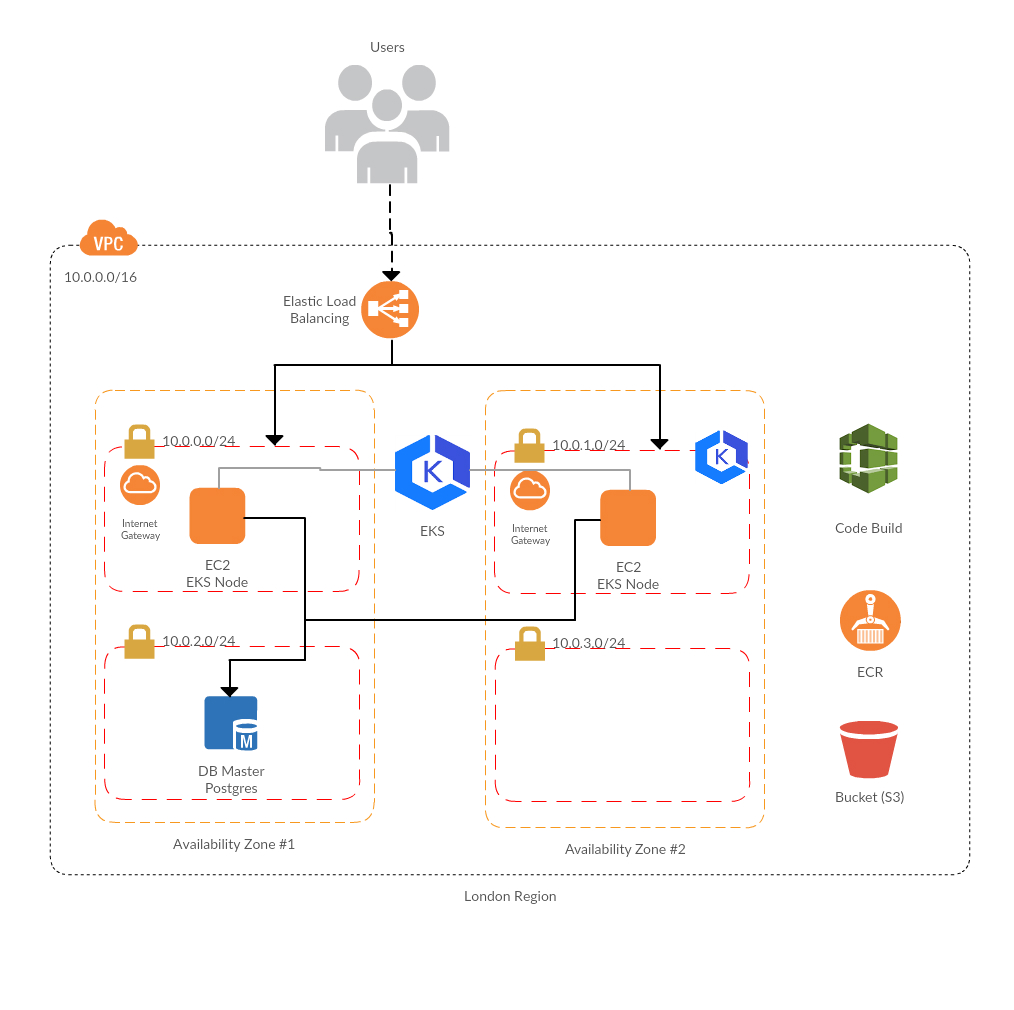 Users
VPC
10.0.0.0/16
Elastic Load
Balancing
10.0.0.0/24
Internet
Gateway
EC2
EKS Node
K
EKS
10.0.1.0/24
K
Internet
Gateway
EC2
EKS Node
Code Build
10.0.2.0/24
M
DB Master
Postgres
10.0.3.0/24
ECR
Bucket (S3)
Availability Zone #1
Availability Zone #2
London Region